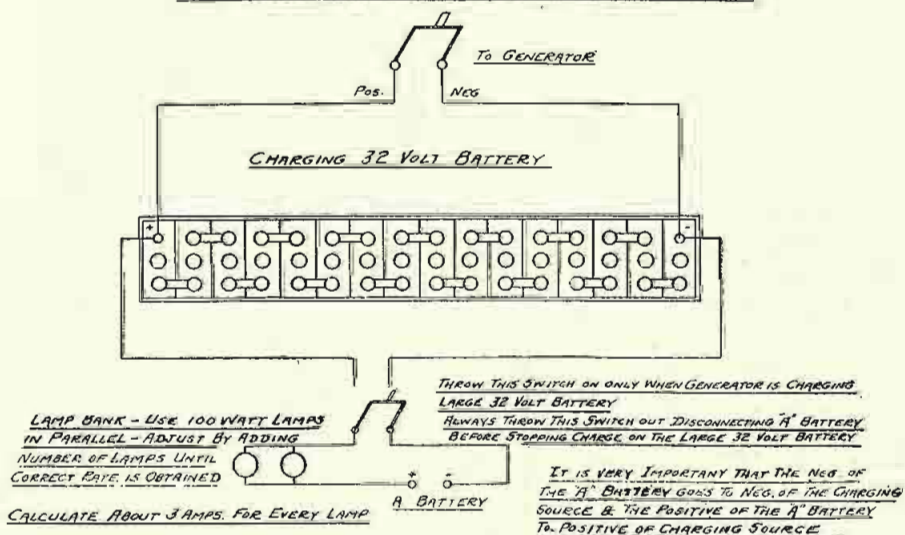 To GENERATOR
Pos. NEG
CHARGING 32 VOLT BATTERY
+ -
THROW THIS SWITCH ON ONLY WHEN GENERATOR IS CHARGING
LARGE 32 VOLT BATTERY
ALWAYS THROW THIS SWITCH OUT DISCONNECTING "A" BATTERY
BEFORE STOPPING CHARGE ON THE LARGE 32 VOLT BATTERY
LAMP BANK - USE 100 WATT LAMPS
IN PARALLEL - ADJUST BY ADDING
NUMBER OF LAMPS UNTIL
CORRECT RATE IS OBTAINED
+ -
A BATTERY
CALCULATE ABOUT 3 AMPS. FOR EVERY LAMP
IT IS VERY IMPORTANT THAT THE NEG. OF
THE "A" BATTERY GOES TO NEG. OF THE CHARGING
SOURCE & THE POSITIVE OF THE "A" BATTERY
TO POSITIVE OF CHARGING SOURCE